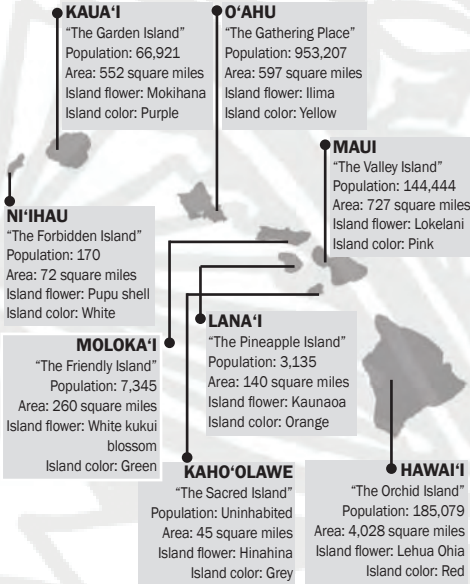 KAUA‘I
“The Garden Island”
Population: 66,921
Area: 552 square miles
Island flower: Mokihana
Island color: Purple
O‘AHU
“The Gathering Place”
Population: 953,207
Area: 597 square miles
Island flower: Ilima
Island color: Yellow
MAUI
“The Valley Island”
Population: 144,444
Area: 727 square miles
Island flower: Lokelani
Island color: Pink
NI‘IHAU
“The Forbidden Island”
Population: 170
Area: 72 square miles
Island flower: Pupu shell
Island color: White
LANA‘I
“The Pineapple Island”
Population: 3,135
Area: 140 square miles
Island flower: Kaunaoa
Island color: Orange
MOLOKA‘I
“The Friendly Island”
Population: 7,345
Area: 260 square miles
Island flower: White kukui
blossom
Island color: Green
KAHO‘OLAWE
“The Sacred Island”
Population: Uninhabited
Area: 45 square miles
Island flower: Hinahina
Island color: Grey
HAWAI‘I
“The Orchid Island”
Population: 185,079
Area: 4,028 square miles
Island flower: Lehua Ohia
Island color: Red